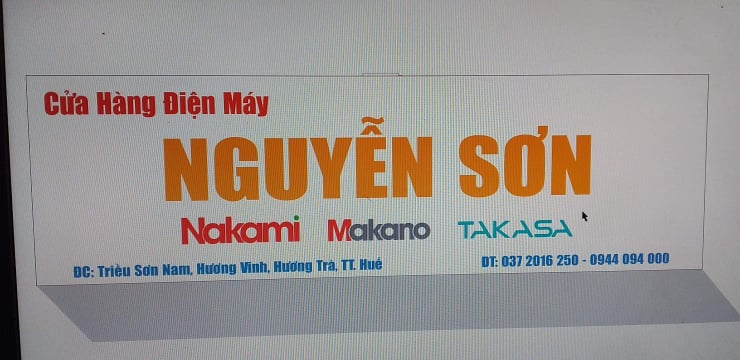 Cửa Hàng Điện Máy
NGUYỄN SƠN
Nakami Makano TAKASA
ĐC: Triều Sơn Nam, Hương Vinh, Hương Trà, TT. Huế ĐT: 037 2016 250 - 0944 094 000